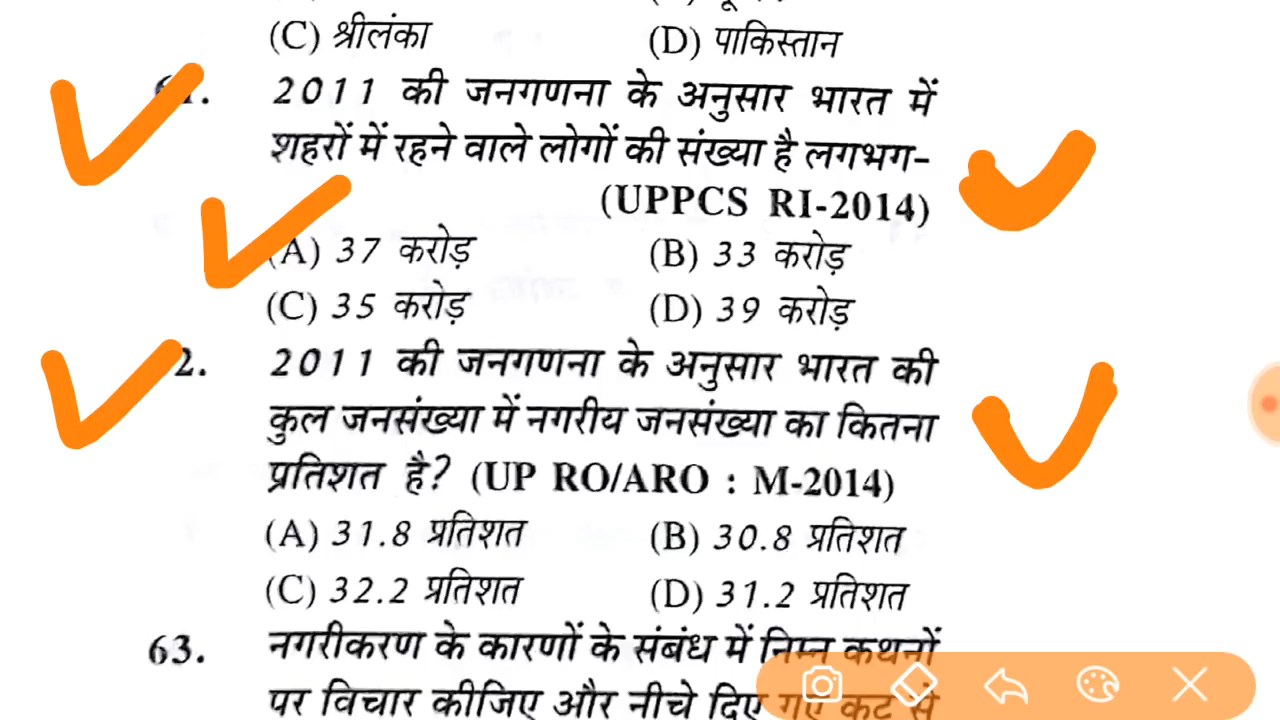 (C) श्रीलंका (D) पाकिस्तान
2011 की जनगणना के अनुसार भारत में
शहरों में रहने वाले लोगों की संख्या है लगभग-
(UPPCS RI-2014)
(A) 37 करोड़ (B) 33 करोड़
(C) 35 करोड़ (D) 39 करोड़
2. 2011 की जनगणना के अनुसार भारत की
कुल जनसंख्या में नगरीय जनसंख्या का कितना
प्रतिशत है? (UP RO/ARO : M-2014)
(A) 31.8 प्रतिशत (B) 30.8 प्रतिशत
(C) 32.2 प्रतिशत (D) 31.2 प्रतिशत
63. नगरीकरण के कारणों के संबंध में निम्न कथनों
पर विचार कीजिए और नीचे दिए गए कूट से